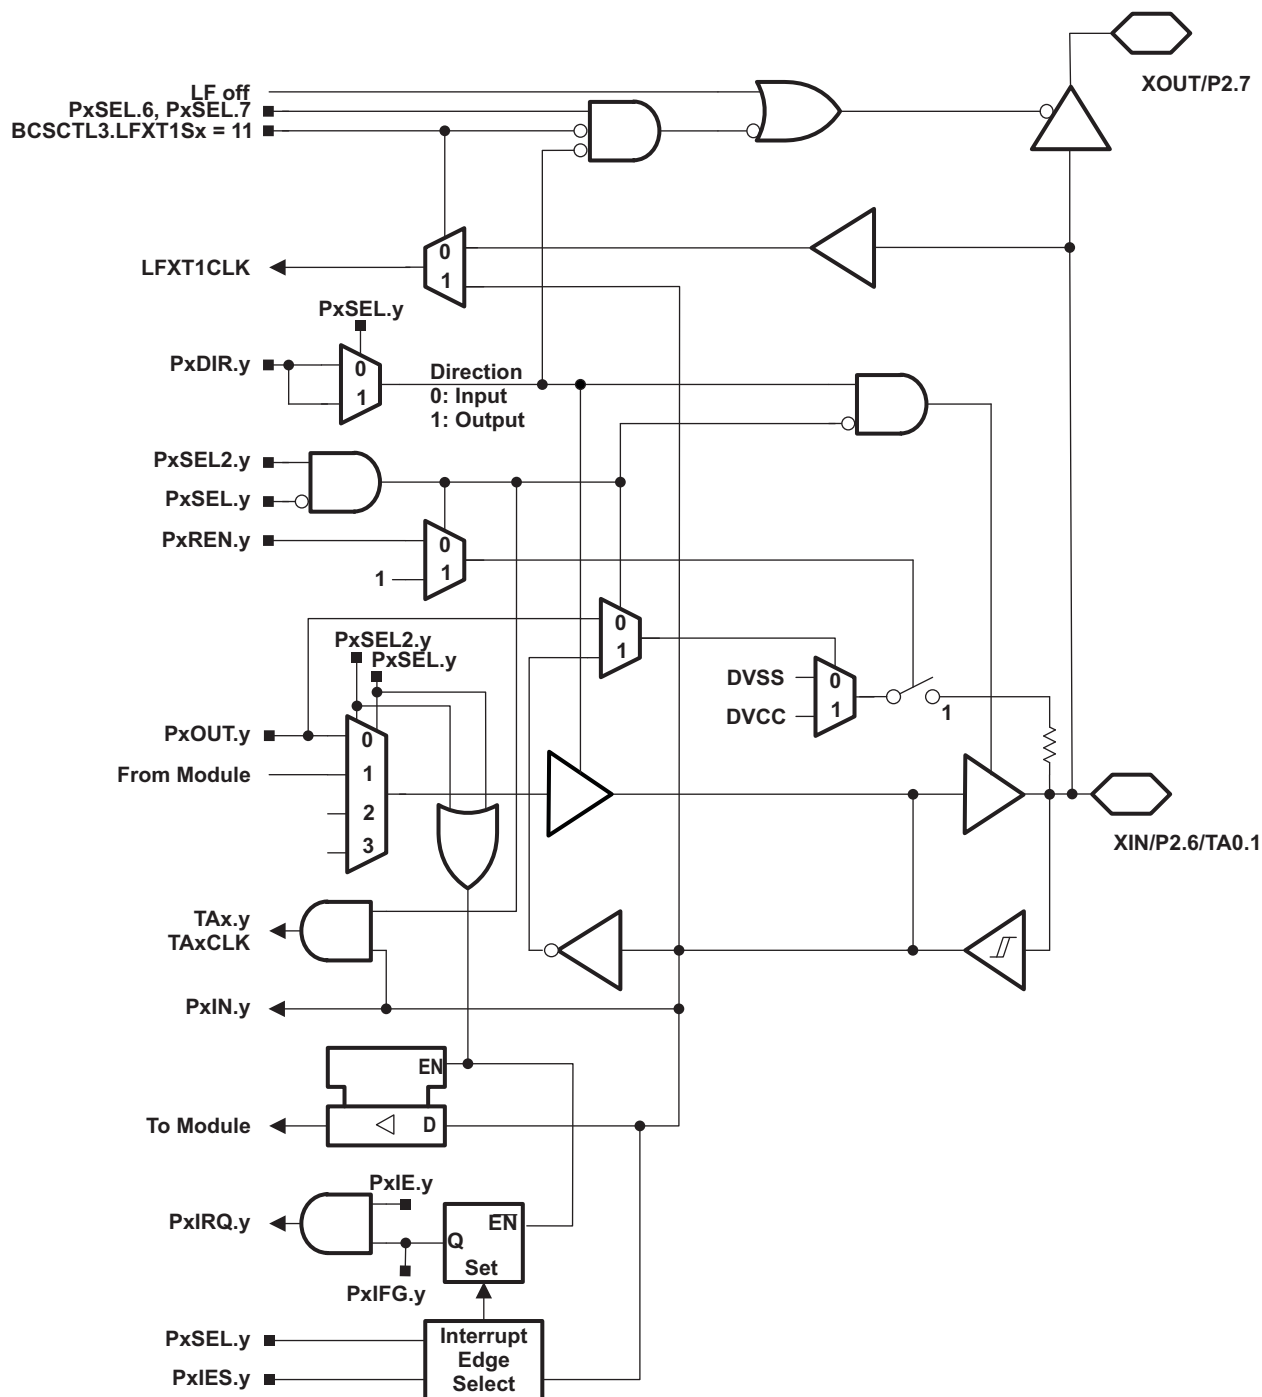 XOUT/P2.7
LF off
PxSEL.6, PxSEL.7
BCSCTL3.LFXT1Sx = 11
0
LFXT1CLK
1
PxSEL.y
PxDIR.y
0
1
Direction
0: Input
1: Output
PxSEL2.y
PxSEL.y
PxREN.y
0
1
1
0
1
PxSEL2.y
PxSEL.y
DVSS
0
DVCC
1
1
PxOUT.y
0
From Module
1
2
3
XIN/P2.6/TA0.1
TAx.y
TAxCLK
PxIN.y
EN
To Module
D
PxIE.y
PxIRQ.y
EN
Q
Set
PxIFG.y
PxSEL.y
PxIES.y
Interrupt
Edge
Select